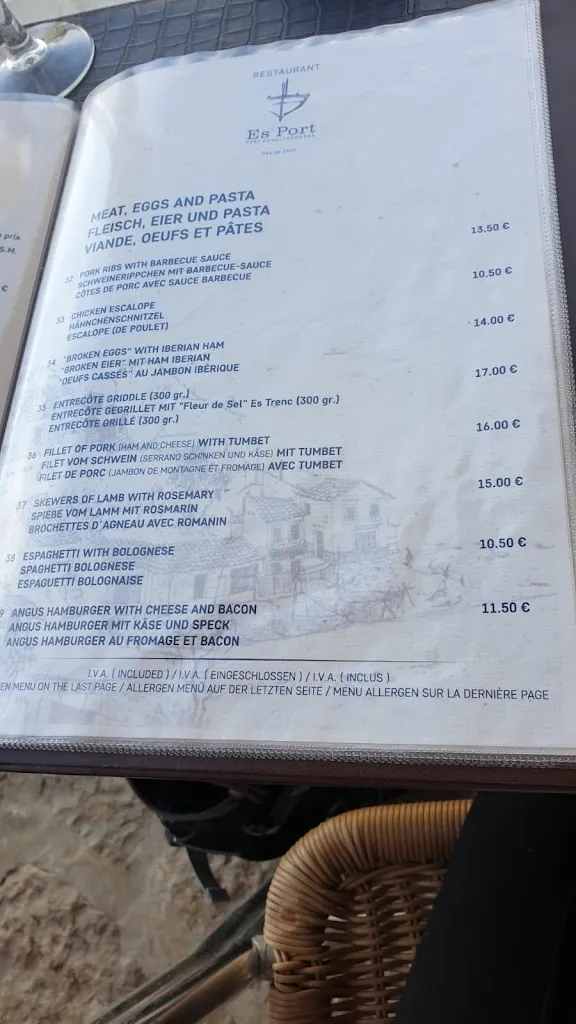 RESTAURANT
Es Port
MEAT, EGGS AND PASTA
FLEISCH, EIER UND PASTA
VIANDE, OEUFS ET PÂTES
32 PORK RIBS WITH BARBECUE SAUCE 13.50 €
SCHWEINERIPPCHEN MIT BARBECUE-SAUCE
CÔTES DE PORC AVEC SAUCE BARBECUE
33 CHICKEN ESCALOPE 10.50 €
HÄHNCHENSCHNITZEL
ESCALOPE (DE POULET)
34 "BROKEN EGGS" WITH IBERIAN HAM 14.00 €
"BROKEN EIER" MIT HAM IBERIAN
"OEUFS CASSÉS" AU JAMBON IBÉRIQUE
35 ENTRECÔTE GRIDDLE (300 gr.) 17.00 €
ENTRECÔTE GEGRILLET MIT "Fleur de Sel" Es Trenc (300 gr.)
ENTRECÔTE GRILLÉ (300 gr.)
36 FILLET OF PORK (HAM AND CHEESE) WITH TUMBET 16.00 €
FILET VOM SCHWEIN (SERRANO SCHINKEN UND KÄSE) MIT TUMBET
FILET DE PORC (JAMBON DE MONTAGNE ET FROMAGE) AVEC TUMBET
37 SKEWERS OF LAMB WITH ROSEMARY 15.00 €
SPIEßE VOM LAMM MIT ROSMARIN
BROCHETTES D'AGNEAU AVEC ROMANIN
38 ESPAGHETTI WITH BOLOGNESE 10.50 €
SPAGHETTI BOLOGNESE
ESPAGUETTI BOLOGNAISE
9 ANGUS HAMBURGER WITH CHEESE AND BACON 11.50 €
ANGUS HAMBURGER MIT KÄSE UND SPECK
ANGUS HAMBURGER AU FROMAGE ET BACON
I.V.A. ( INCLUDED ) / I.V.A. ( EINGESCHLOSSEN ) / I.V.A. ( INCLUS )
EN MENU ON THE LAST PAGE / ALLERGEN MENÜ AUF DER LETZTEN SEITE / MENU ALLERGEN SUR LA DERNIÈRE PAGE
prix
S.M.
€